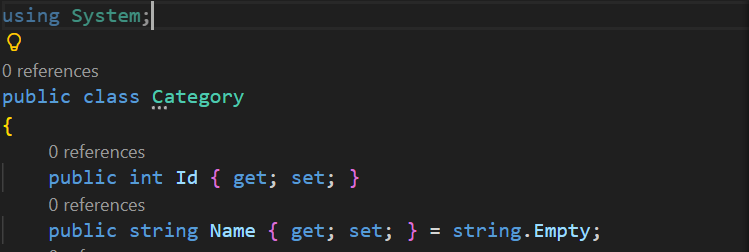 using System;
0 references
public class Category
{
0 references
public int Id { get; set; }
0 references
public string Name { get; set; } = string.Empty;